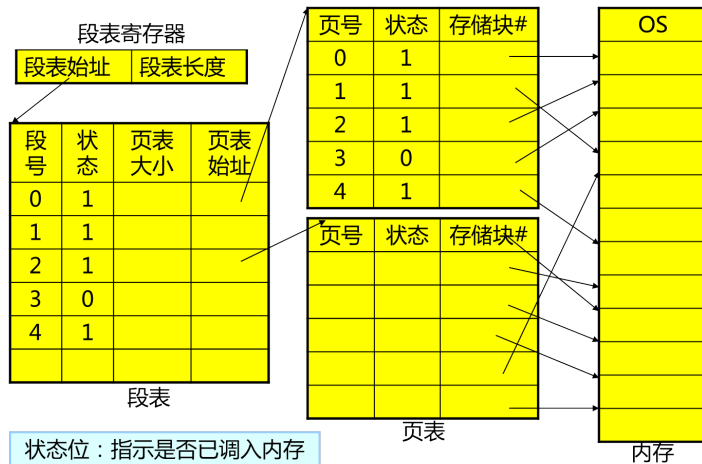 段表寄存器
段表始址 段表长度
段号 状态 页表大小 页表始址
0 1
1 1
2 1
3 0
4 1
段表
状态位：指示是否已调入内存
页号 状态 存储块#
0 1
1 1
2 1
3 0
4 1
页号 状态 存储块#
页表
OS
内存